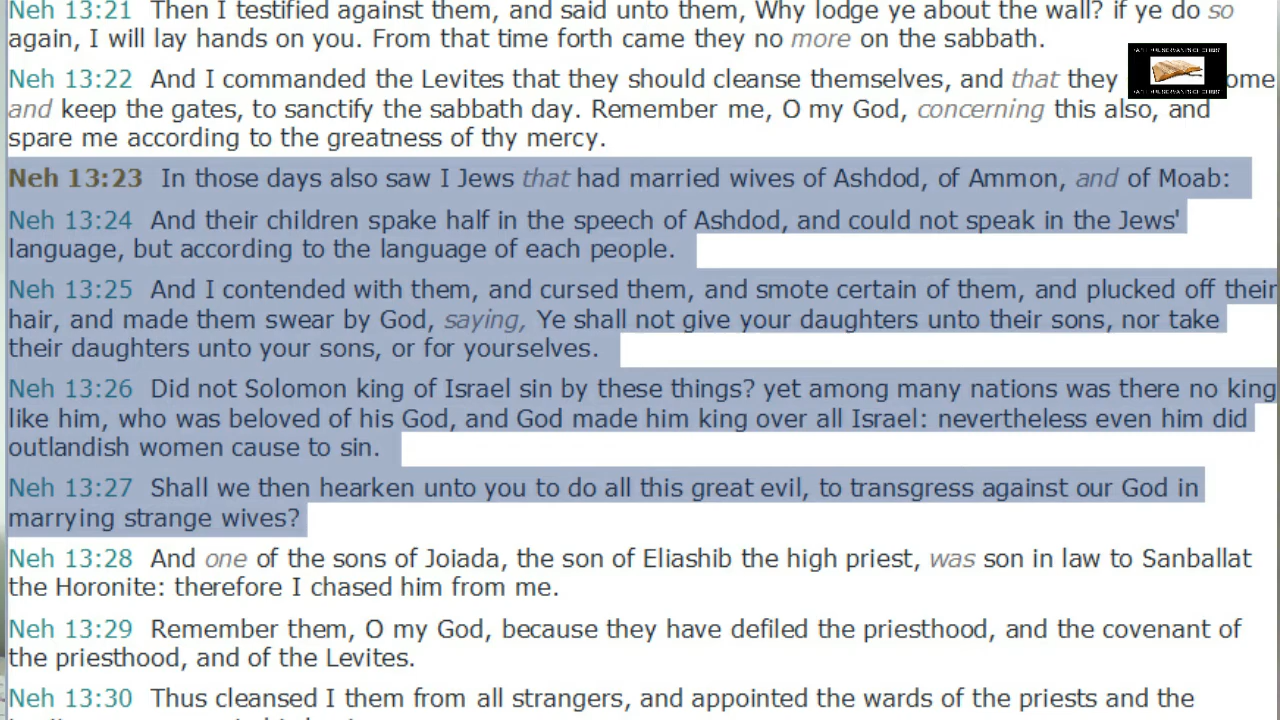 Neh 13:21 Then I testified against them, and said unto them, Why lodge ye about the wall? if ye do so
again, I will lay hands on you. From that time forth came they no more on the sabbath.
Neh 13:22 And I commanded the Levites that they should cleanse themselves, and that they ome
and keep the gates, to sanctify the sabbath day. Remember me, O my God, concerning this also, and
spare me according to the greatness of thy mercy.
Neh 13:23 In those days also saw I Jews that had married wives of Ashdod, of Ammon, and of Moab:
Neh 13:24 And their children spake half in the speech of Ashdod, and could not speak in the Jews'
language, but according to the language of each people.
Neh 13:25 And I contended with them, and cursed them, and smote certain of them, and plucked off their
hair, and made them swear by God, saying, Ye shall not give your daughters unto their sons, nor take
their daughters unto your sons, or for yourselves.
Neh 13:26 Did not Solomon king of Israel sin by these things? yet among many nations was there no king
like him, who was beloved of his God, and God made him king over all Israel: nevertheless even him did
outlandish women cause to sin.
Neh 13:27 Shall we then hearken unto you to do all this great evil, to transgress against our God in
marrying strange wives?
Neh 13:28 And one of the sons of Joiada, the son of Eliashib the high priest, was son in law to Sanballat
the Horonite: therefore I chased him from me.
Neh 13:29 Remember them, O my God, because they have defiled the priesthood, and the covenant of
the priesthood, and of the Levites.
Neh 13:30 Thus cleansed I them from all strangers, and appointed the wards of the priests and the